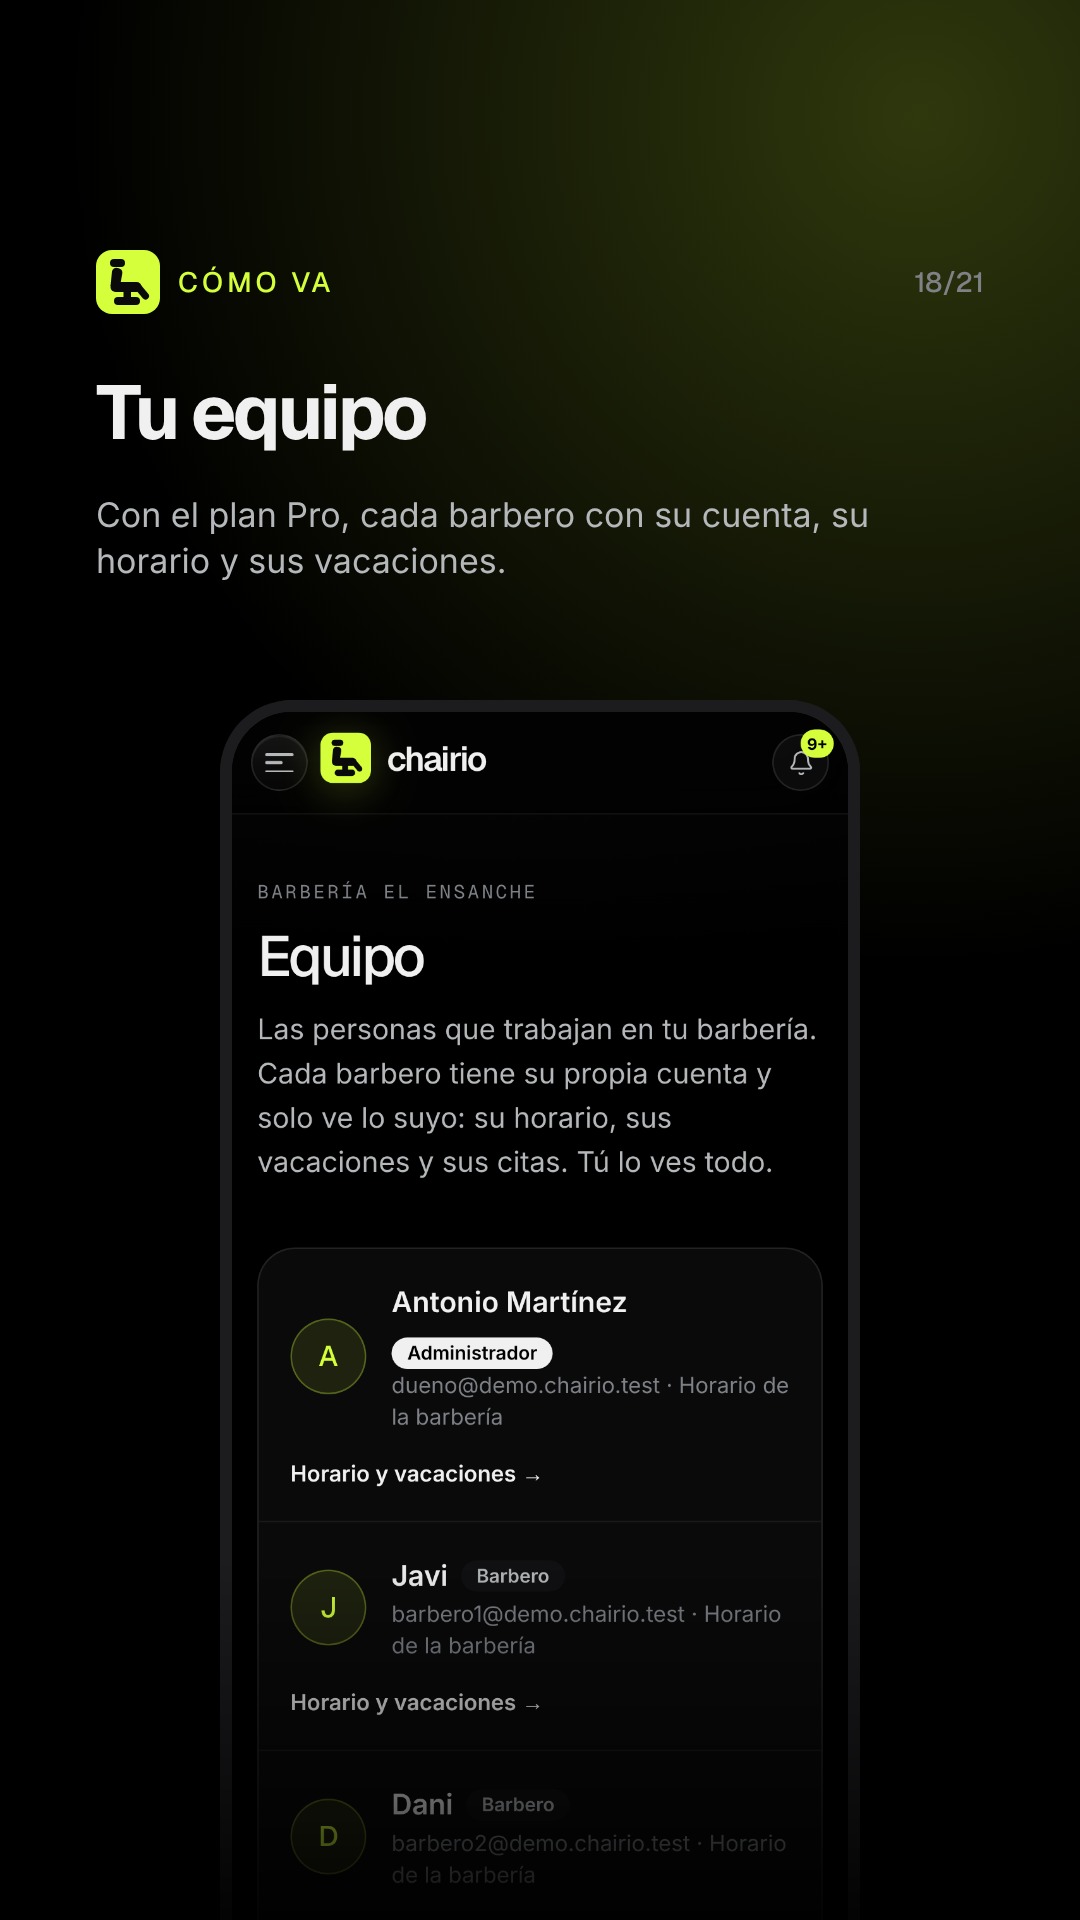 CÓMO VA
18/21
Tu equipo
Con el plan Pro, cada barbero con su cuenta, su
horario y sus vacaciones.
chairio
9+
BARBERÍA EL ENSANCHE
Equipo
Las personas que trabajan en tu barbería.
Cada barbero tiene su propia cuenta y
solo ve lo suyo: su horario, sus
vacaciones y sus citas. Tú lo ves todo.
A
Antonio Martínez
Administrador
dueno@demo.chairio.test · Horario de
la barbería
Horario y vacaciones →
J
Javi Barbero
barbero1@demo.chairio.test · Horario
de la barbería
Horario y vacaciones →
D
Dani Barbero
barbero2@demo.chairio.test · Horario
de la barbería